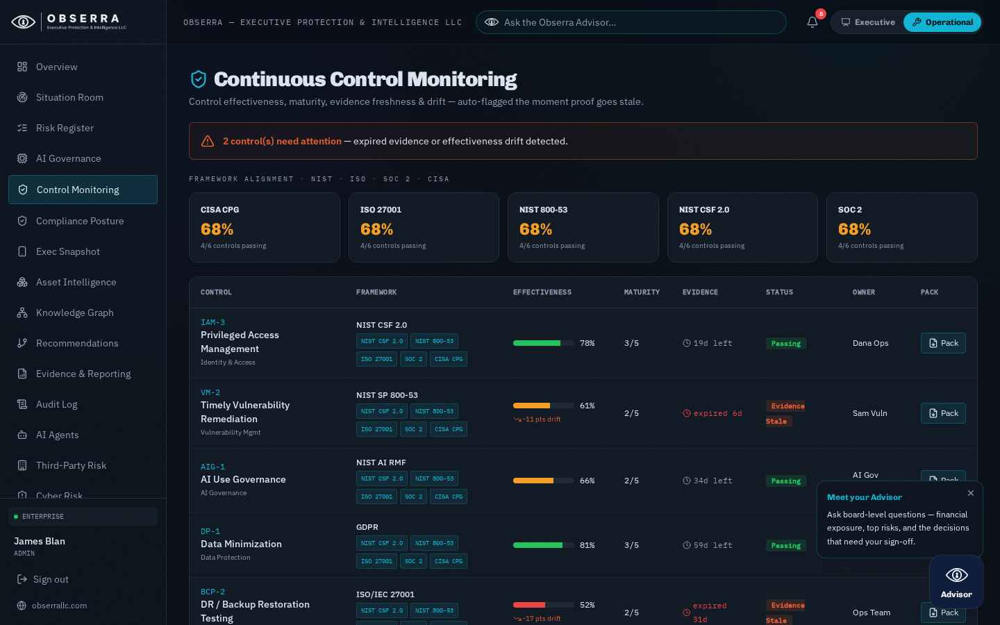 OBSERRA
Executive Protection & Intelligence LLC
OBSERRA — EXECUTIVE PROTECTION & INTELLIGENCE LLC
Ask the Obserra Advisor...
8
Executive
Operational
Overview
Situation Room
Risk Register
AI Governance
Control Monitoring
Compliance Posture
Exec Snapshot
Asset Intelligence
Knowledge Graph
Recommendations
Evidence & Reporting
Audit Log
AI Agents
Third-Party Risk
Cyber Risk
ENTERPRISE
James Blan
ADMIN
Sign out
obserrallc.com
Continuous Control Monitoring
Control effectiveness, maturity, evidence freshness & drift — auto-flagged the moment proof goes stale.
2 control(s) need attention — expired evidence or effectiveness drift detected.
FRAMEWORK ALIGNMENT · NIST · ISO · SOC 2 · CISA
CISA CPG
68%
4/6 controls passing
ISO 27001
68%
4/6 controls passing
NIST 800-53
68%
4/6 controls passing
NIST CSF 2.0
68%
4/6 controls passing
SOC 2
68%
4/6 controls passing
CONTROL FRAMEWORK EFFECTIVENESS MATURITY EVIDENCE STATUS OWNER PACK
IAM-3
Privileged Access
Management
Identity & Access
NIST CSF 2.0
NIST CSF 2.0 NIST 800-53
ISO 27001 SOC 2 CISA CPG
78%
3/5
19d left
Passing
Dana Ops
Pack
VM-2
Timely Vulnerability
Remediation
Vulnerability Mgmt
NIST SP 800-53
NIST CSF 2.0 NIST 800-53
ISO 27001 SOC 2 CISA CPG
61%
-11 pts drift
2/5
expired 6d
Evidence
Stale
Sam Vuln
Pack
AIG-1
AI Use Governance
AI Governance
NIST AI RMF
NIST CSF 2.0 NIST 800-53
ISO 27001 SOC 2 CISA CPG
66%
2/5
34d left
Passing
AI Gov
Pack
DP-1
Data Minimization
Data Protection
GDPR
NIST CSF 2.0 NIST 800-53
ISO 27001 SOC 2 CISA CPG
81%
3/5
59d left
Passing
BCP-2
DR / Backup Restoration
Testing
ISO/IEC 27001
NIST CSF 2.0 NIST 800-53
52%
-17 pts drift
2/5
expired
31d
Evidence
Stale
Ops Team
Pack
Meet your Advisor
Ask board-level questions — financial
exposure, top risks, and the decisions
that need your sign-off.
Advisor